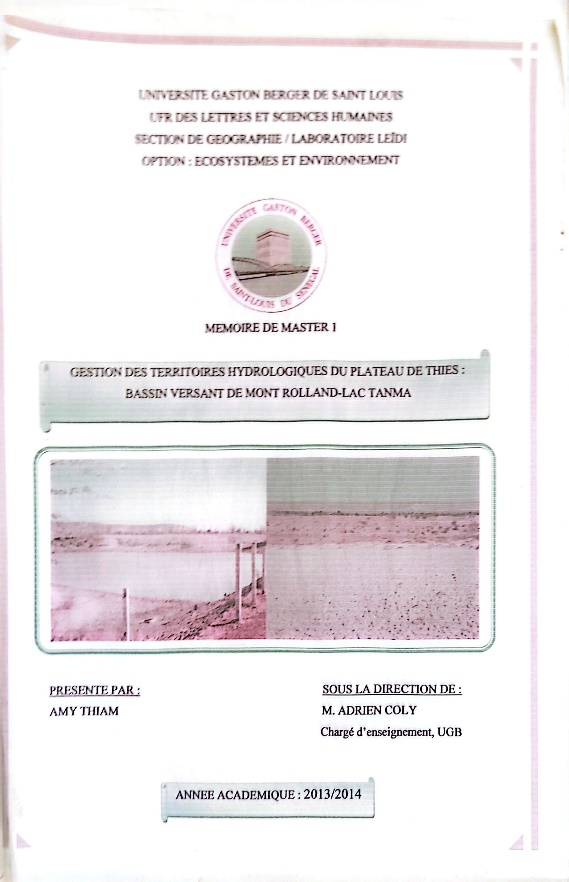 UNIVERSITE GASTON BERGER DE SAINT LOUIS
UFR DES LETTRES ET SCIENCES HUMAINES
SECTION DE GEOGRAPHIE / LABORATOIRE LEÏDI
OPTION : ECOSYSTEMES ET ENVIRONNEMENT
UNIVERSITE GASTON BERGER
DE SAINT-LOUIS DU SENEGAL
MEMOIRE DE MASTER 1
GESTION DES TERRITOIRES HYDROLOGIQUES DU PLATEAU DE THIES :
BASSIN VERSANT DE MONT ROLLAND-LAC TANMA
PRESENTE PAR :
AMY THIAM
SOUS LA DIRECTION DE :
M. ADRIEN COLY
Chargé d'enseignement, UGB
ANNEE ACADEMIQUE : 2013/2014